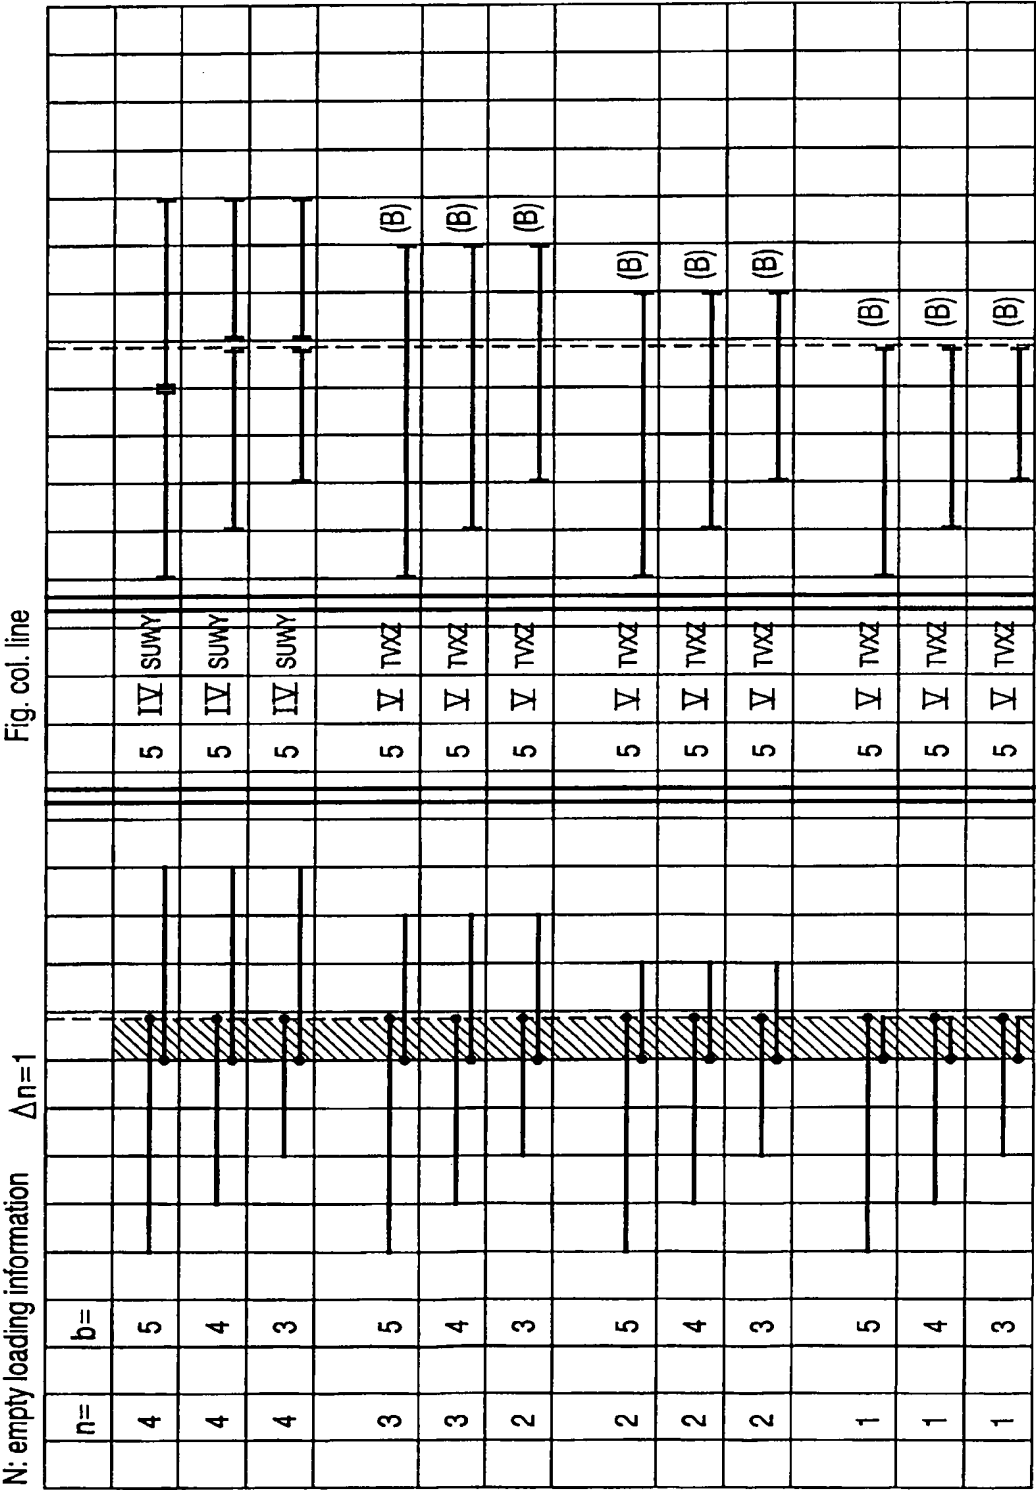 N: empty loading information Δn=1 Fig. col. line
n= b=
4 5 5 IV SUWY
4 4 5 IV SUWY
4 3 5 IV SUWY
3 5 5 V TVXZ (B)
3 4 5 V TVXZ (B)
2 3 5 V TVXZ (B)
2 5 5 V TVXZ (B)
2 4 5 V TVXZ (B)
2 3 5 V TVXZ (B)
1 5 5 V TVXZ (B)
1 4 5 V TVXZ (B)
1 3 5 V TVXZ (B)